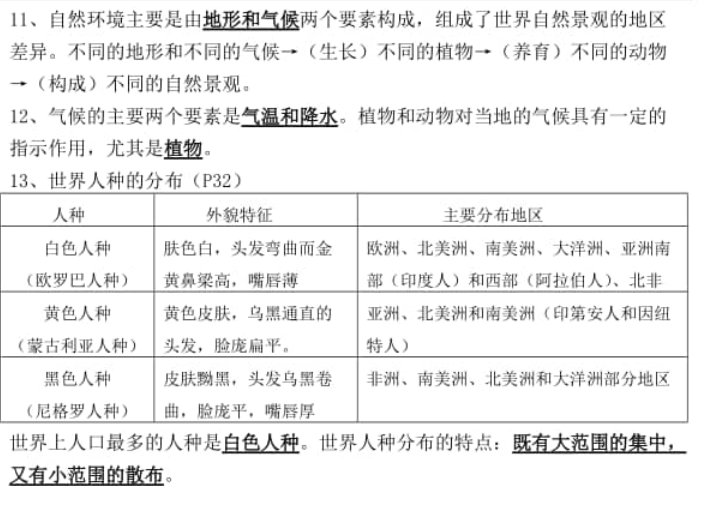 11、自然环境主要是由地形和气候两个要素构成，组成了世界自然景观的地区
差异。不同的地形和不同的气候→（生长）不同的植物→（养育）不同的动物
→（构成）不同的自然景观。
12、气候的主要两个要素是气温和降水。植物和动物对当地的气候具有一定的
指示作用，尤其是植物。
13、世界人种的分布（P32）
人种 外貌特征 主要分布地区
白色人种 肤色白，头发弯曲而金 欧洲、北美洲、南美洲、大洋洲、亚洲南
（欧罗巴人种） 黄鼻梁高，嘴唇薄 部（印度人）和西部（阿拉伯人）、北非
黄色人种 黄色皮肤，乌黑通直的 亚洲、北美洲和南美洲（印第安人和因纽
（蒙古利亚人种） 头发，脸庞扁平。 特人）
黑色人种 皮肤黝黑，头发乌黑卷 非洲、南美洲、北美洲和大洋洲部分地区
（尼格罗人种） 曲，脸庞平，嘴唇厚
世界上人口最多的人种是白色人种。世界人种分布的特点：既有大范围的集中，
又有小范围的散布。